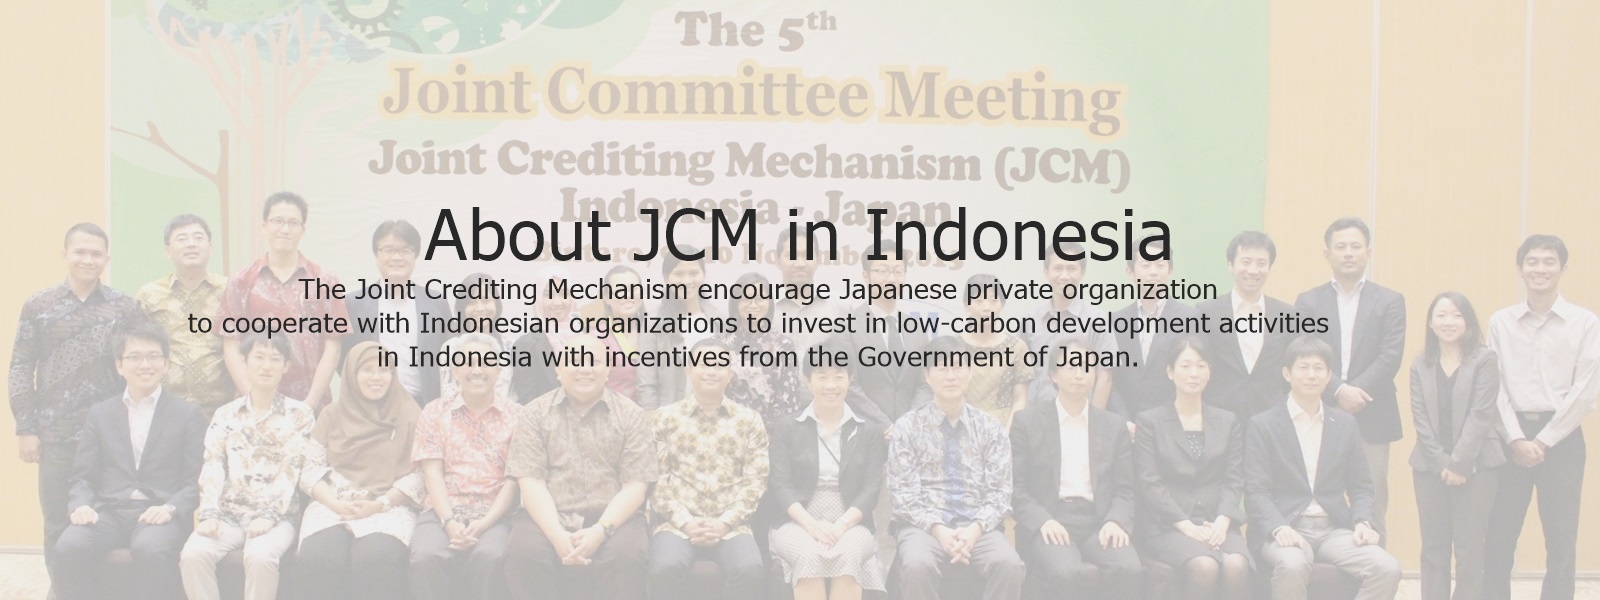 The 5th
Joint Committee Meeting
Joint Crediting Mechanism (JCM)
Indonesia - Japan
About JCM in Indonesia
The Joint Crediting Mechanism encourage Japanese private organization
to cooperate with Indonesian organizations to invest in low-carbon development activities
in Indonesia with incentives from the Government of Japan.